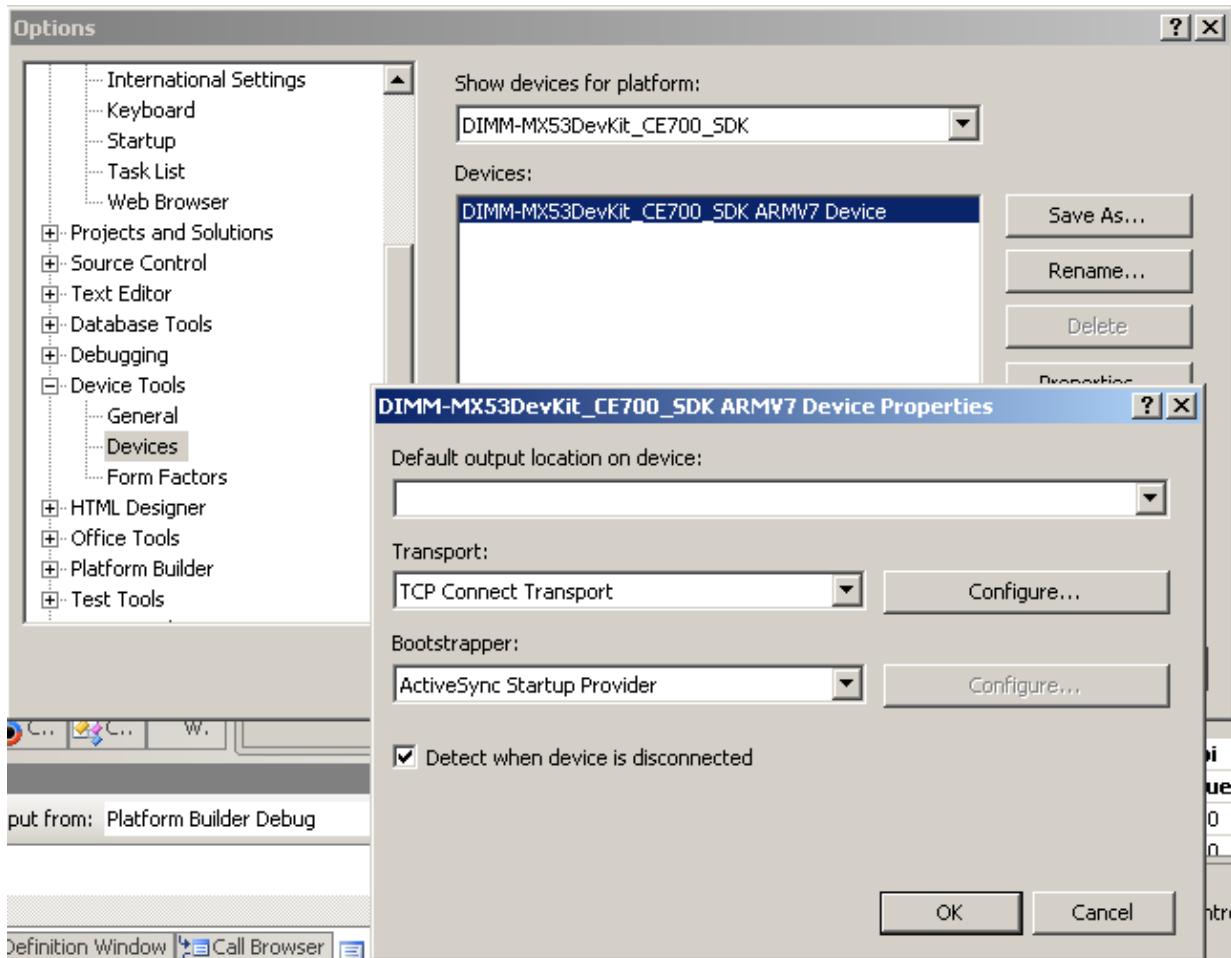 Options
International Settings
Keyboard
Startup
Task List
Web Browser
Projects and Solutions
Source Control
Text Editor
Database Tools
Debugging
Device Tools
General
Devices
Form Factors
HTML Designer
Office Tools
Platform Builder
Test Tools
Show devices for platform:
DIMM-MX53DevKit_CE700_SDK
Devices:
DIMM-MX53DevKit_CE700_SDK ARMV7 Device
Save As...
Rename...
Delete
Properties
DIMM-MX53DevKit_CE700_SDK ARMV7 Device Properties
Default output location on device:
Transport:
TCP Connect Transport
Configure...
Bootstrapper:
ActiveSync Startup Provider
Configure...
Detect when device is disconnected
OK
Cancel
C..
C..
W.
put from: Platform Builder Debug
Definition Window
Call Browser
ue
0